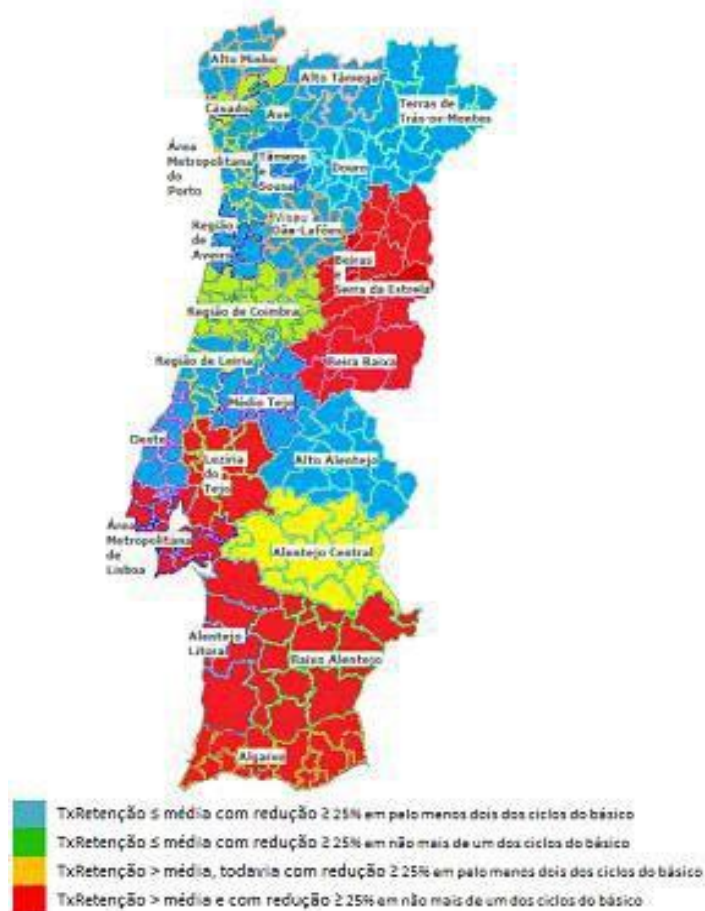 Alto Minho
Alto Tâmega
Terras de
Trás-or-Montes
Cávado
Ave
Área
Metropolitana
do
Porto
Tâmega
e
Sousa
Douro
Viseu
Dão-Lafões
Região
de
Aveiro
Beiras
e
Serra da Estrela
Região de Coimbra
Região de Leiria
Beira Baixa
Médio Tejo
Oeste
Lezíria
do
Tejo
Alto Alentejo
Área
Metropolitana
de
Lisboa
Alentejo Central
Alentejo
Litoral
Baixo Alentejo
Algarve
TxRetenção ≤ média com redução ≥ 25% em pelo menos dois dos ciclos do básico
TxRetenção ≤ média com redução ≥ 25% em não mais de um dos ciclos do básico
TxRetenção > média, todavia com redução ≥ 25% em pelo menos dois dos ciclos do básico
TxRetenção > média e com redução ≥ 25% em não mais de um dos ciclos do básico